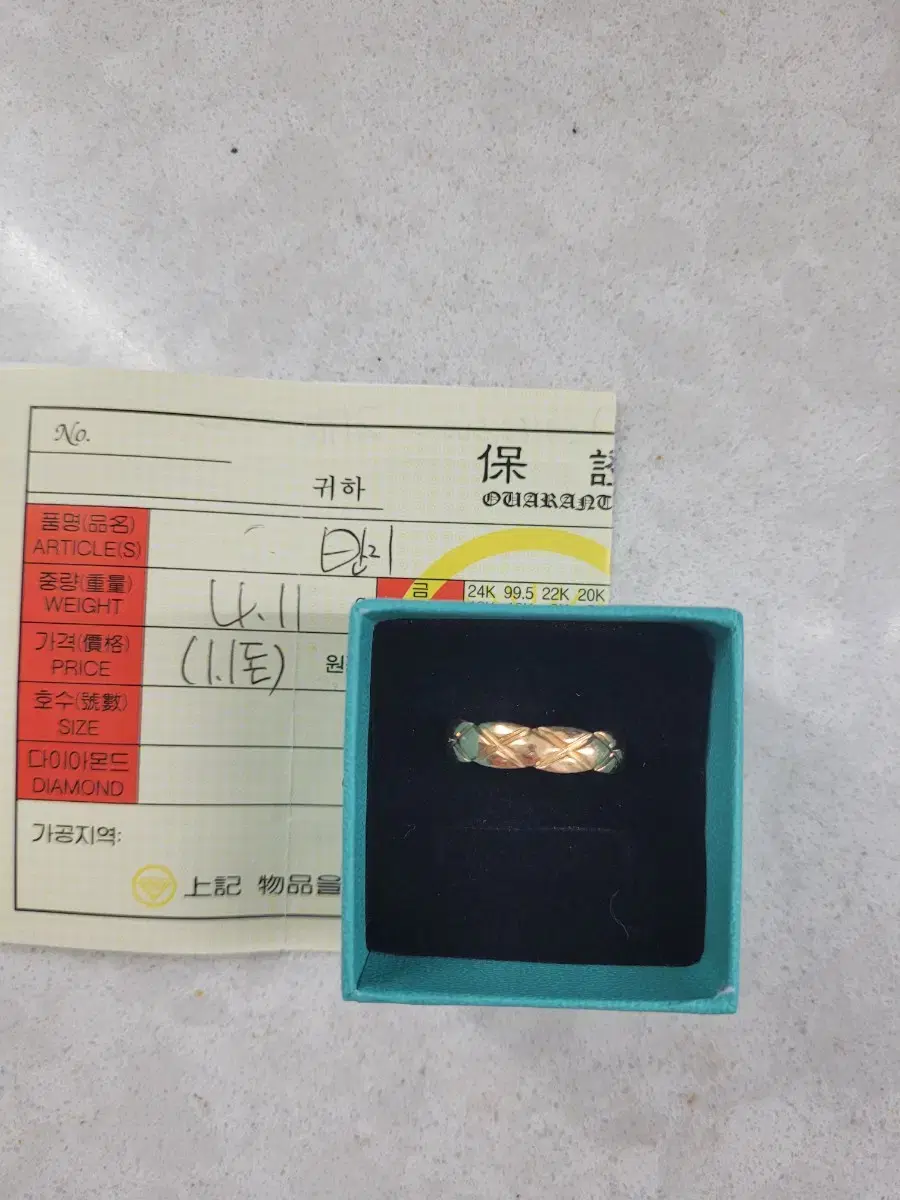 No.
귀하
保 證
QUARANT
품명(品名)
ARTICLE(S)
반지
중량(重量)
WEIGHT
4.11
금
24K 99.5 22K 20K
가격(價格)
PRICE
(1.1돈) 원
호수(號數)
SIZE
다이아몬드
DIAMOND
가공지역:
上記 物品을